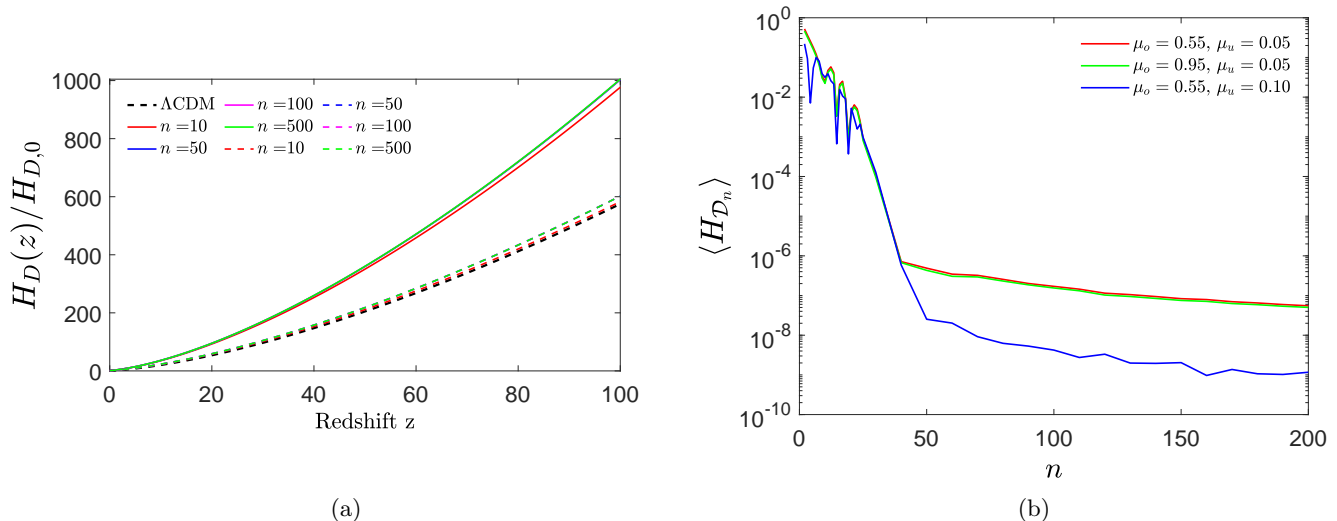 1000
800
600
400
200
0
H_D(z)/H_{D,0}
ΛCDM
n =10
n =50
n =100
n =500
n =10
n =50
n =100
n =500
0 20 40 60 80 100
Redshift z
(a)
10^0
10^{-2}
10^{-4}
10^{-6}
10^{-8}
10^{-10}
⟨H_{𝒟_n}⟩
μ_o = 0.55, μ_u = 0.05
μ_o = 0.95, μ_u = 0.05
μ_o = 0.55, μ_u = 0.10
0 50 100 150 200
n
(b)